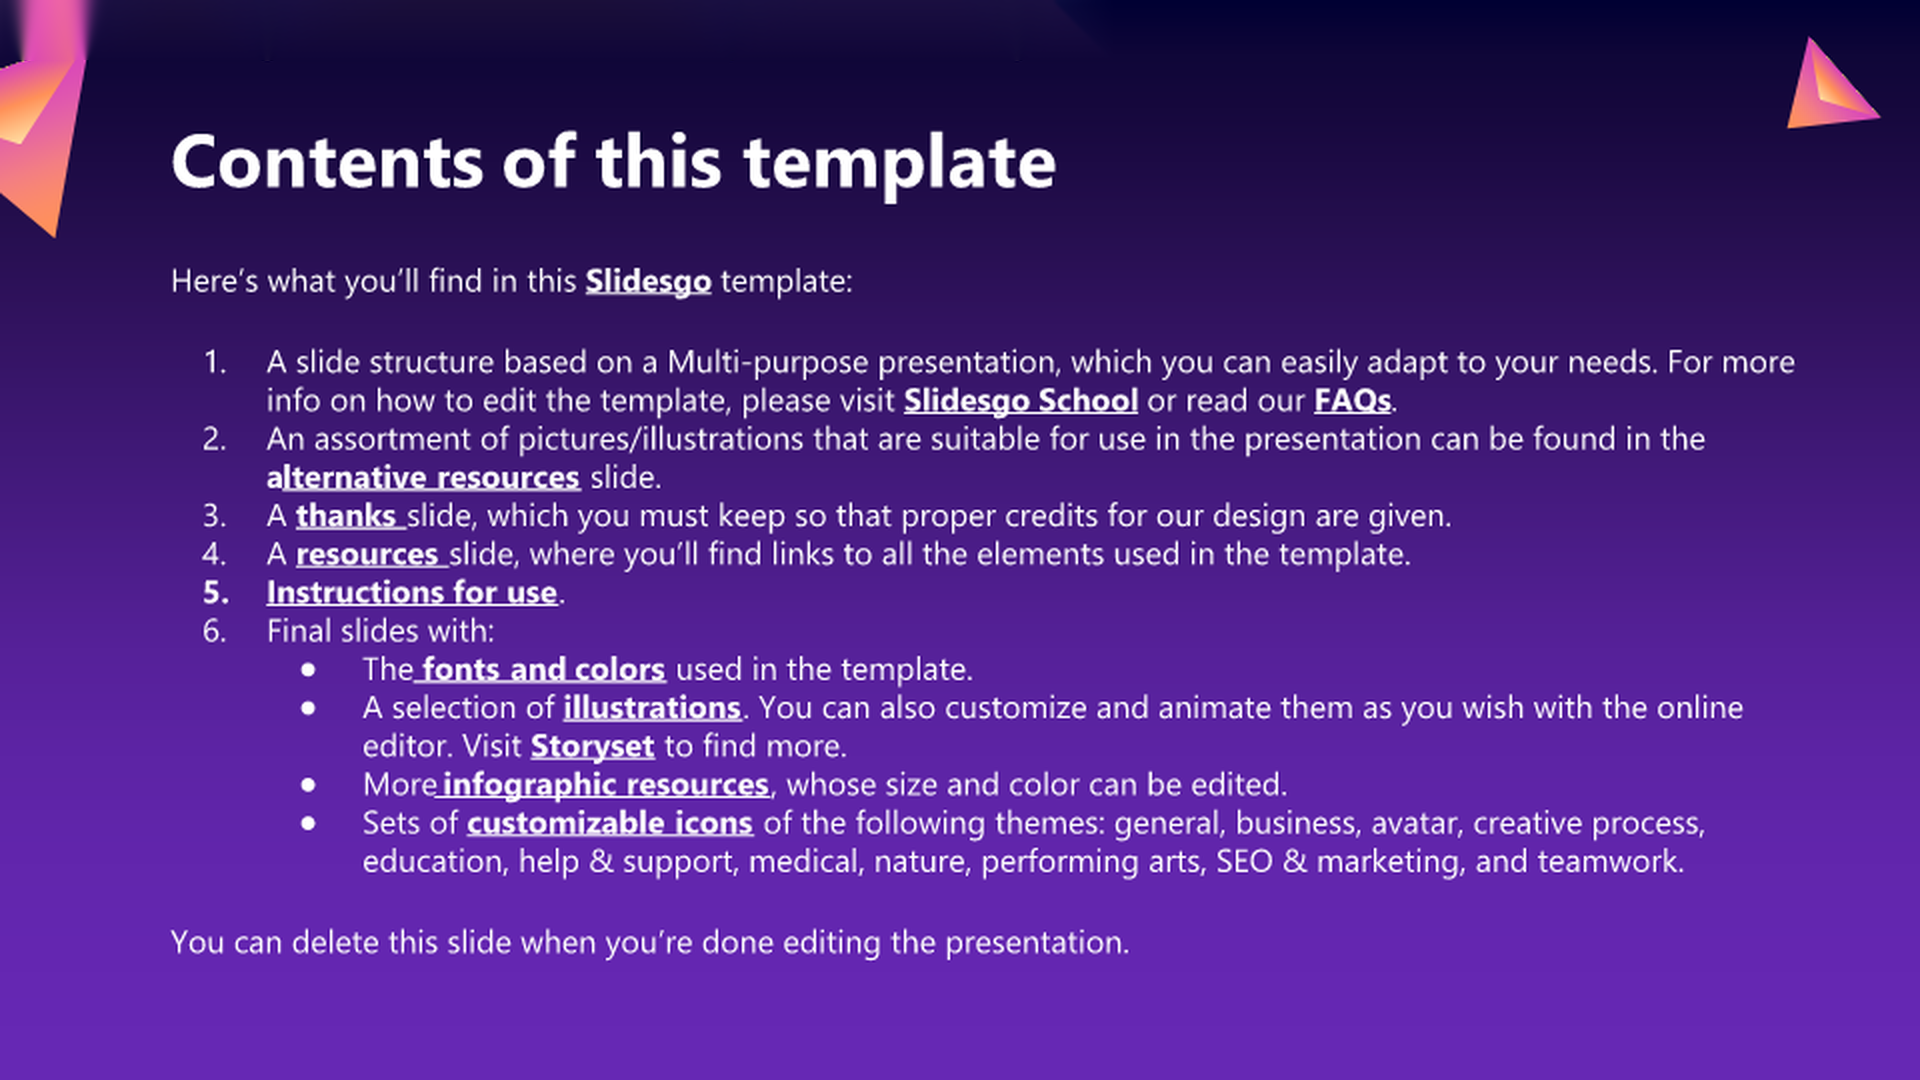 Contents of this template
Here’s what you’ll find in this Slidesgo template:
1. A slide structure based on a Multi-purpose presentation, which you can easily adapt to your needs. For more
info on how to edit the template, please visit Slidesgo School or read our FAQs.
2. An assortment of pictures/illustrations that are suitable for use in the presentation can be found in the
alternative resources slide.
3. A thanks slide, which you must keep so that proper credits for our design are given.
4. A resources slide, where you’ll find links to all the elements used in the template.
5. Instructions for use.
6. Final slides with:
● The fonts and colors used in the template.
● A selection of illustrations. You can also customize and animate them as you wish with the online
editor. Visit Storyset to find more.
● More infographic resources, whose size and color can be edited.
● Sets of customizable icons of the following themes: general, business, avatar, creative process,
education, help & support, medical, nature, performing arts, SEO & marketing, and teamwork.
You can delete this slide when you’re done editing the presentation.